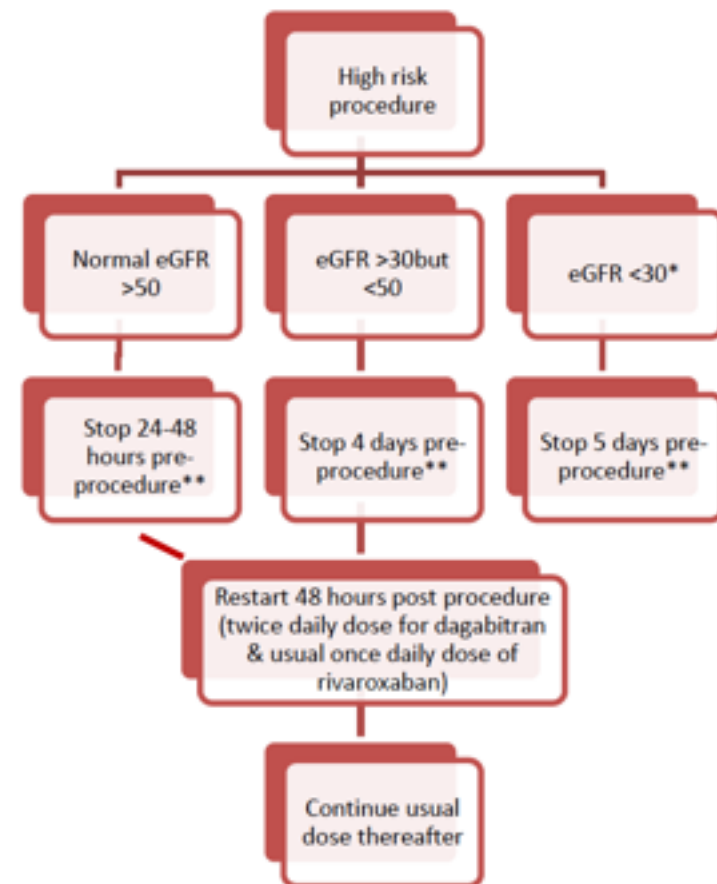 High risk
procedure
Normal eGFR
>50
eGFR >30but
<50
eGFR <30*
Stop 24-48
hours pre-
procedure**
Stop 4 days pre-
procedure**
Stop 5 days pre-
procedure**
Restart 48 hours post procedure
(twice daily dose for dagabitran
& usual once daily dose of
rivaroxaban)
Continue usual
dose thereafter